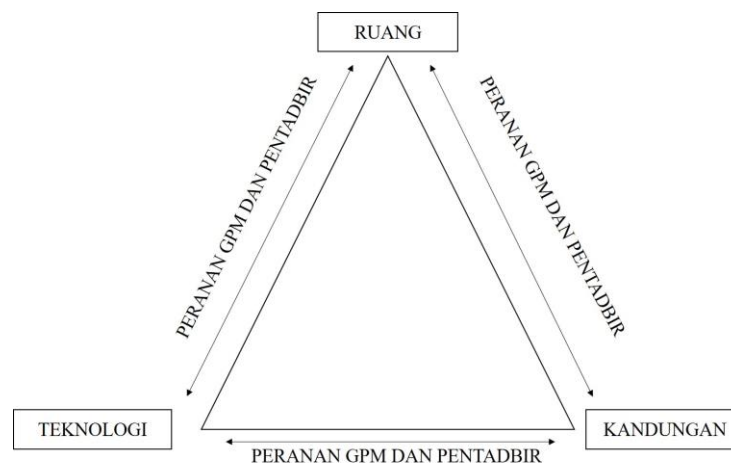 RUANG
PERANAN GPM DAN PENTADBIR
PERANAN GPM DAN PENTADBIR
TEKNOLOGI
KANDUNGAN
PERANAN GPM DAN PENTADBIR